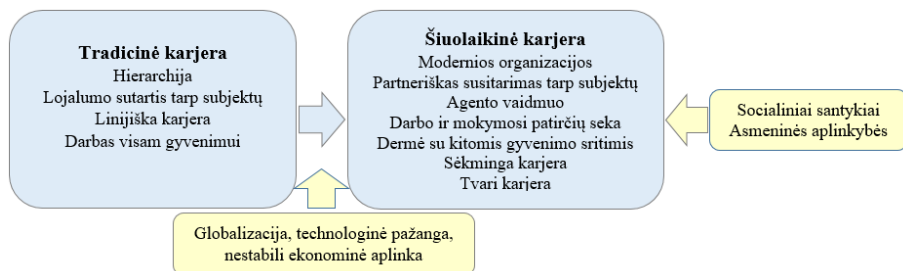 Tradicinė karjera
Hierarchija
Lojalumo sutartis tarp subjektų
Linijiška karjera
Darbas visam gyvenimui
Šiuolaikinė karjera
Modernios organizacijos
Partneriškas susitarimas tarp subjektų
Agento vaidmuo
Darbo ir mokymosi patirčių seka
Dermė su kitomis gyvenimo sritimis
Sėkminga karjera
Tvari karjera
Socialiniai santykiai
Asmeninės aplinkybės
Globalizacija, technologinė pažanga,
nestabili ekonominė aplinka